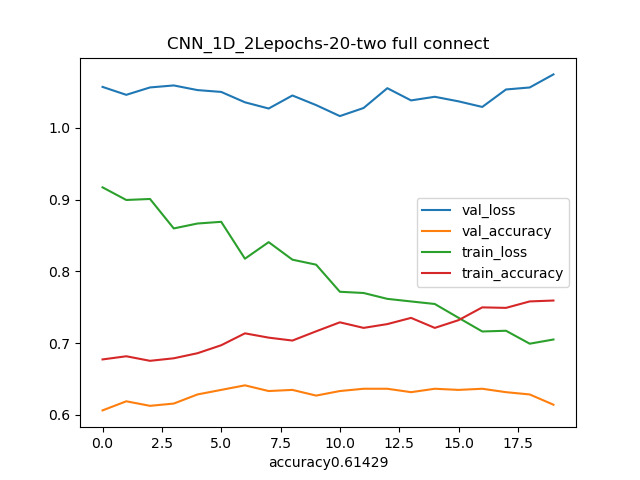 CNN_1D_2Lepochs-20-two full connect
1.0
0.9
0.8
0.7
0.6
val_loss
val_accuracy
train_loss
train_accuracy
0.0 2.5 5.0 7.5 10.0 12.5 15.0 17.5
accuracy0.61429